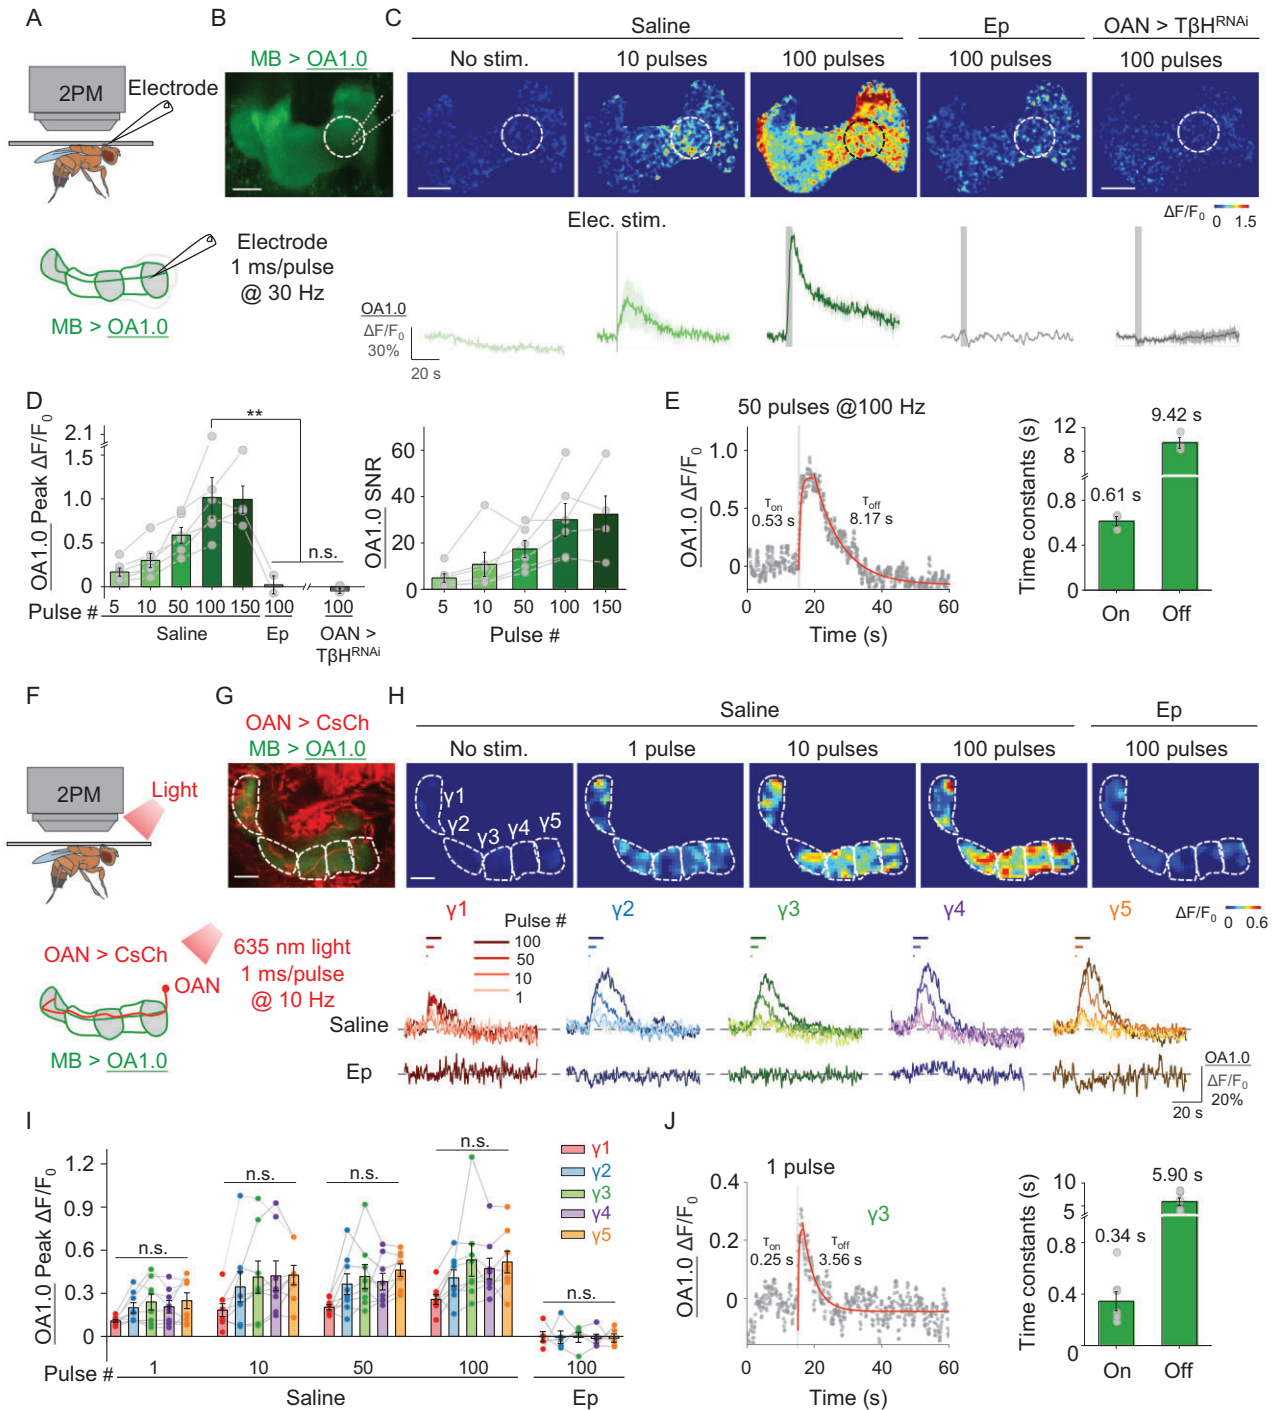 A
2PM
Electrode
Electrode
1 ms/pulse
@ 30 Hz
MB > OA1.0
B
MB > OA1.0
C
Saline
Ep
OAN > TβH^RNAi
No stim.
10 pulses
100 pulses
100 pulses
100 pulses
ΔF/F₀
0 1.5
Elec. stim.
OA1.0
ΔF/F₀
30%
20 s
D
OA1.0 Peak ΔF/F₀
2.1
1.5
1.0
0.5
0
**
n.s.
Pulse #
5 10 50 100 150 100 100
Saline
Ep
OAN >
TβH^RNAi
OA1.0 SNR
60
40
20
0
5 10 50 100 150
Pulse #
E
50 pulses @100 Hz
OA1.0 ΔF/F₀
1.0
0.5
0
τon
0.53 s
τoff
8.17 s
0 20 40 60
Time (s)
Time constants (s)
12
8
0.8
0.4
0
0.61 s
9.42 s
On Off
F
2PM
Light
OAN > CsCh
OAN
635 nm light
1 ms/pulse
@ 10 Hz
MB > OA1.0
G
OAN > CsCh
MB > OA1.0
H
Saline
Ep
No stim.
1 pulse
10 pulses
100 pulses
100 pulses
γ1
γ2
γ3
γ4
γ5
ΔF/F₀
0 0.6
γ1
γ2
γ3
γ4
γ5
Pulse #
100
50
10
1
Saline
Ep
OA1.0
ΔF/F₀
20%
20 s
I
OA1.0 Peak ΔF/F₀
1.2
0.9
0.6
0.3
0
n.s.
n.s.
n.s.
n.s.
n.s.
γ1
γ2
γ3
γ4
γ5
Pulse #
1 10 50 100 100
Saline
Ep
J
1 pulse
γ3
OA1.0 ΔF/F₀
0.4
0.2
0
τon
0.25 s
τoff
3.56 s
0 20 40 60
Time (s)
Time constants (s)
10
5
0.8
0.4
0
0.34 s
5.90 s
On Off